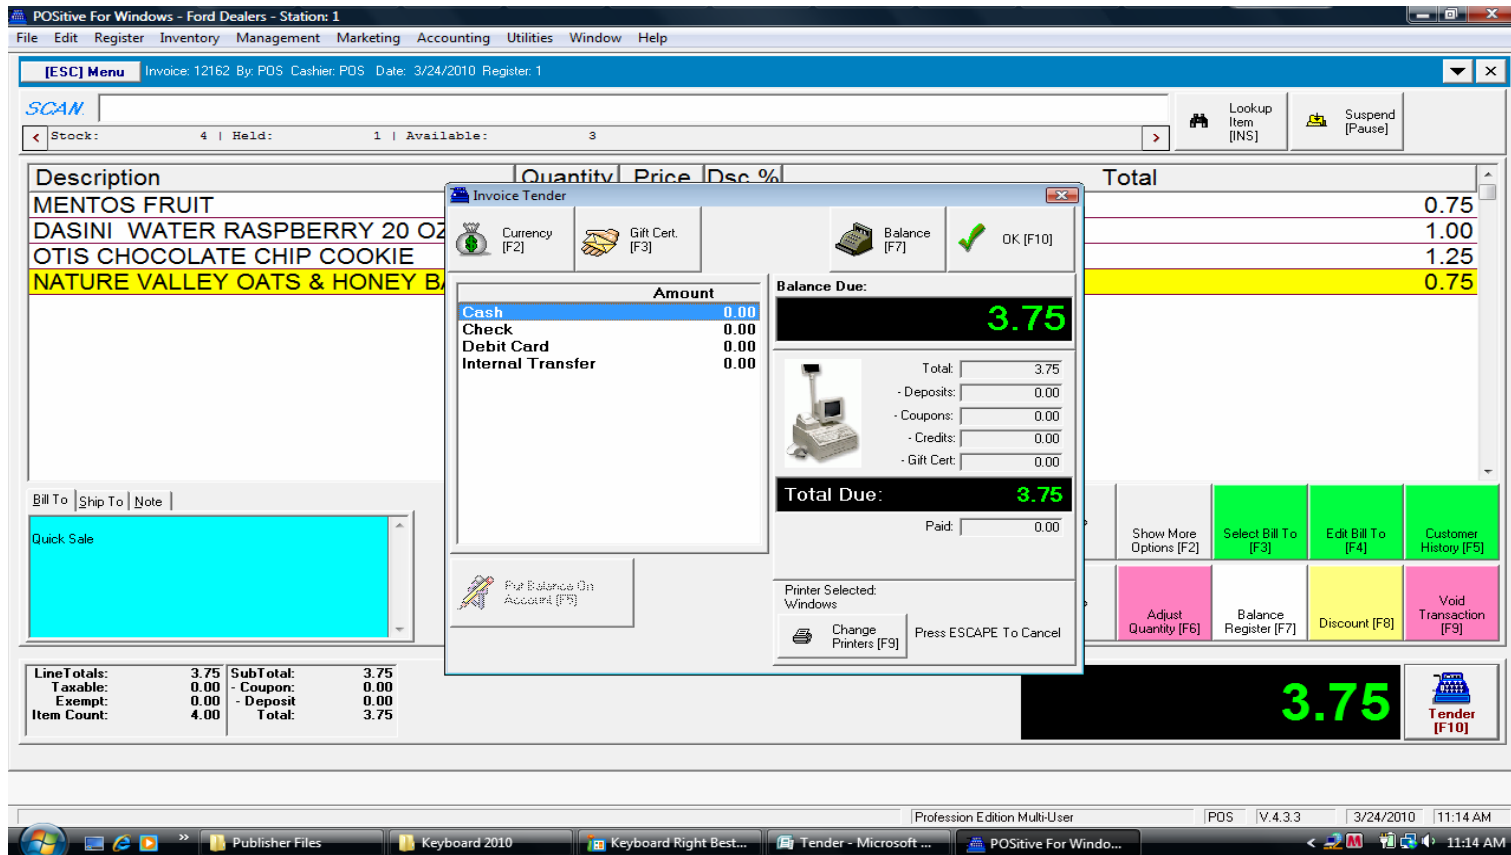 POSitive For Windows - Ford Dealers - Station: 1
File Edit Register Inventory Management Marketing Accounting Utilities Window Help
[ESC] Menu Invoice: 12162 By: POS Cashier: POS Date: 3/24/2010 Register: 1
SCAN:
Lookup Item [INS]
Suspend [Pause]
< Stock: 4 | Held: 1 | Available: 3 >
Description Quantity Price Dsc % Total
MENTOS FRUIT 0.75
DASINI WATER RASPBERRY 20 OZ 1.00
OTIS CHOCOLATE CHIP COOKIE 1.25
NATURE VALLEY OATS & HONEY 0.75
Invoice Tender
Currency [F2]
Gift Cert. [F3]
Balance [F7]
OK [F10]
Amount
Cash 0.00
Check 0.00
Debit Card 0.00
Internal Transfer 0.00
Put Balance On Account [F5]
Balance Due:
3.75
Total: 3.75
- Deposits: 0.00
- Coupons: 0.00
- Credits: 0.00
- Gift Cert: 0.00
Total Due: 3.75
Paid: 0.00
Printer Selected:
Windows
Change Printers [F9]
Press ESCAPE To Cancel
Bill To Ship To Note
Quick Sale
Show More Options [F2]
Select Bill To [F3]
Edit Bill To [F4]
Customer History [F5]
Adjust Quantity [F6]
Balance Register [F7]
Discount [F8]
Void Transaction [F9]
LineTotals: 3.75 SubTotal: 3.75
Taxable: 0.00 - Coupon: 0.00
Exempt: 0.00 - Deposit 0.00
Item Count: 4.00 Total: 3.75
3.75
Tender [F10]
Profession Edition Multi-User POS V.4.3.3 3/24/2010 11:14 AM
Publisher Files Keyboard 2010 Keyboard Right Best... Tender - Microsoft ... POSitive For Windo... 11:14 AM